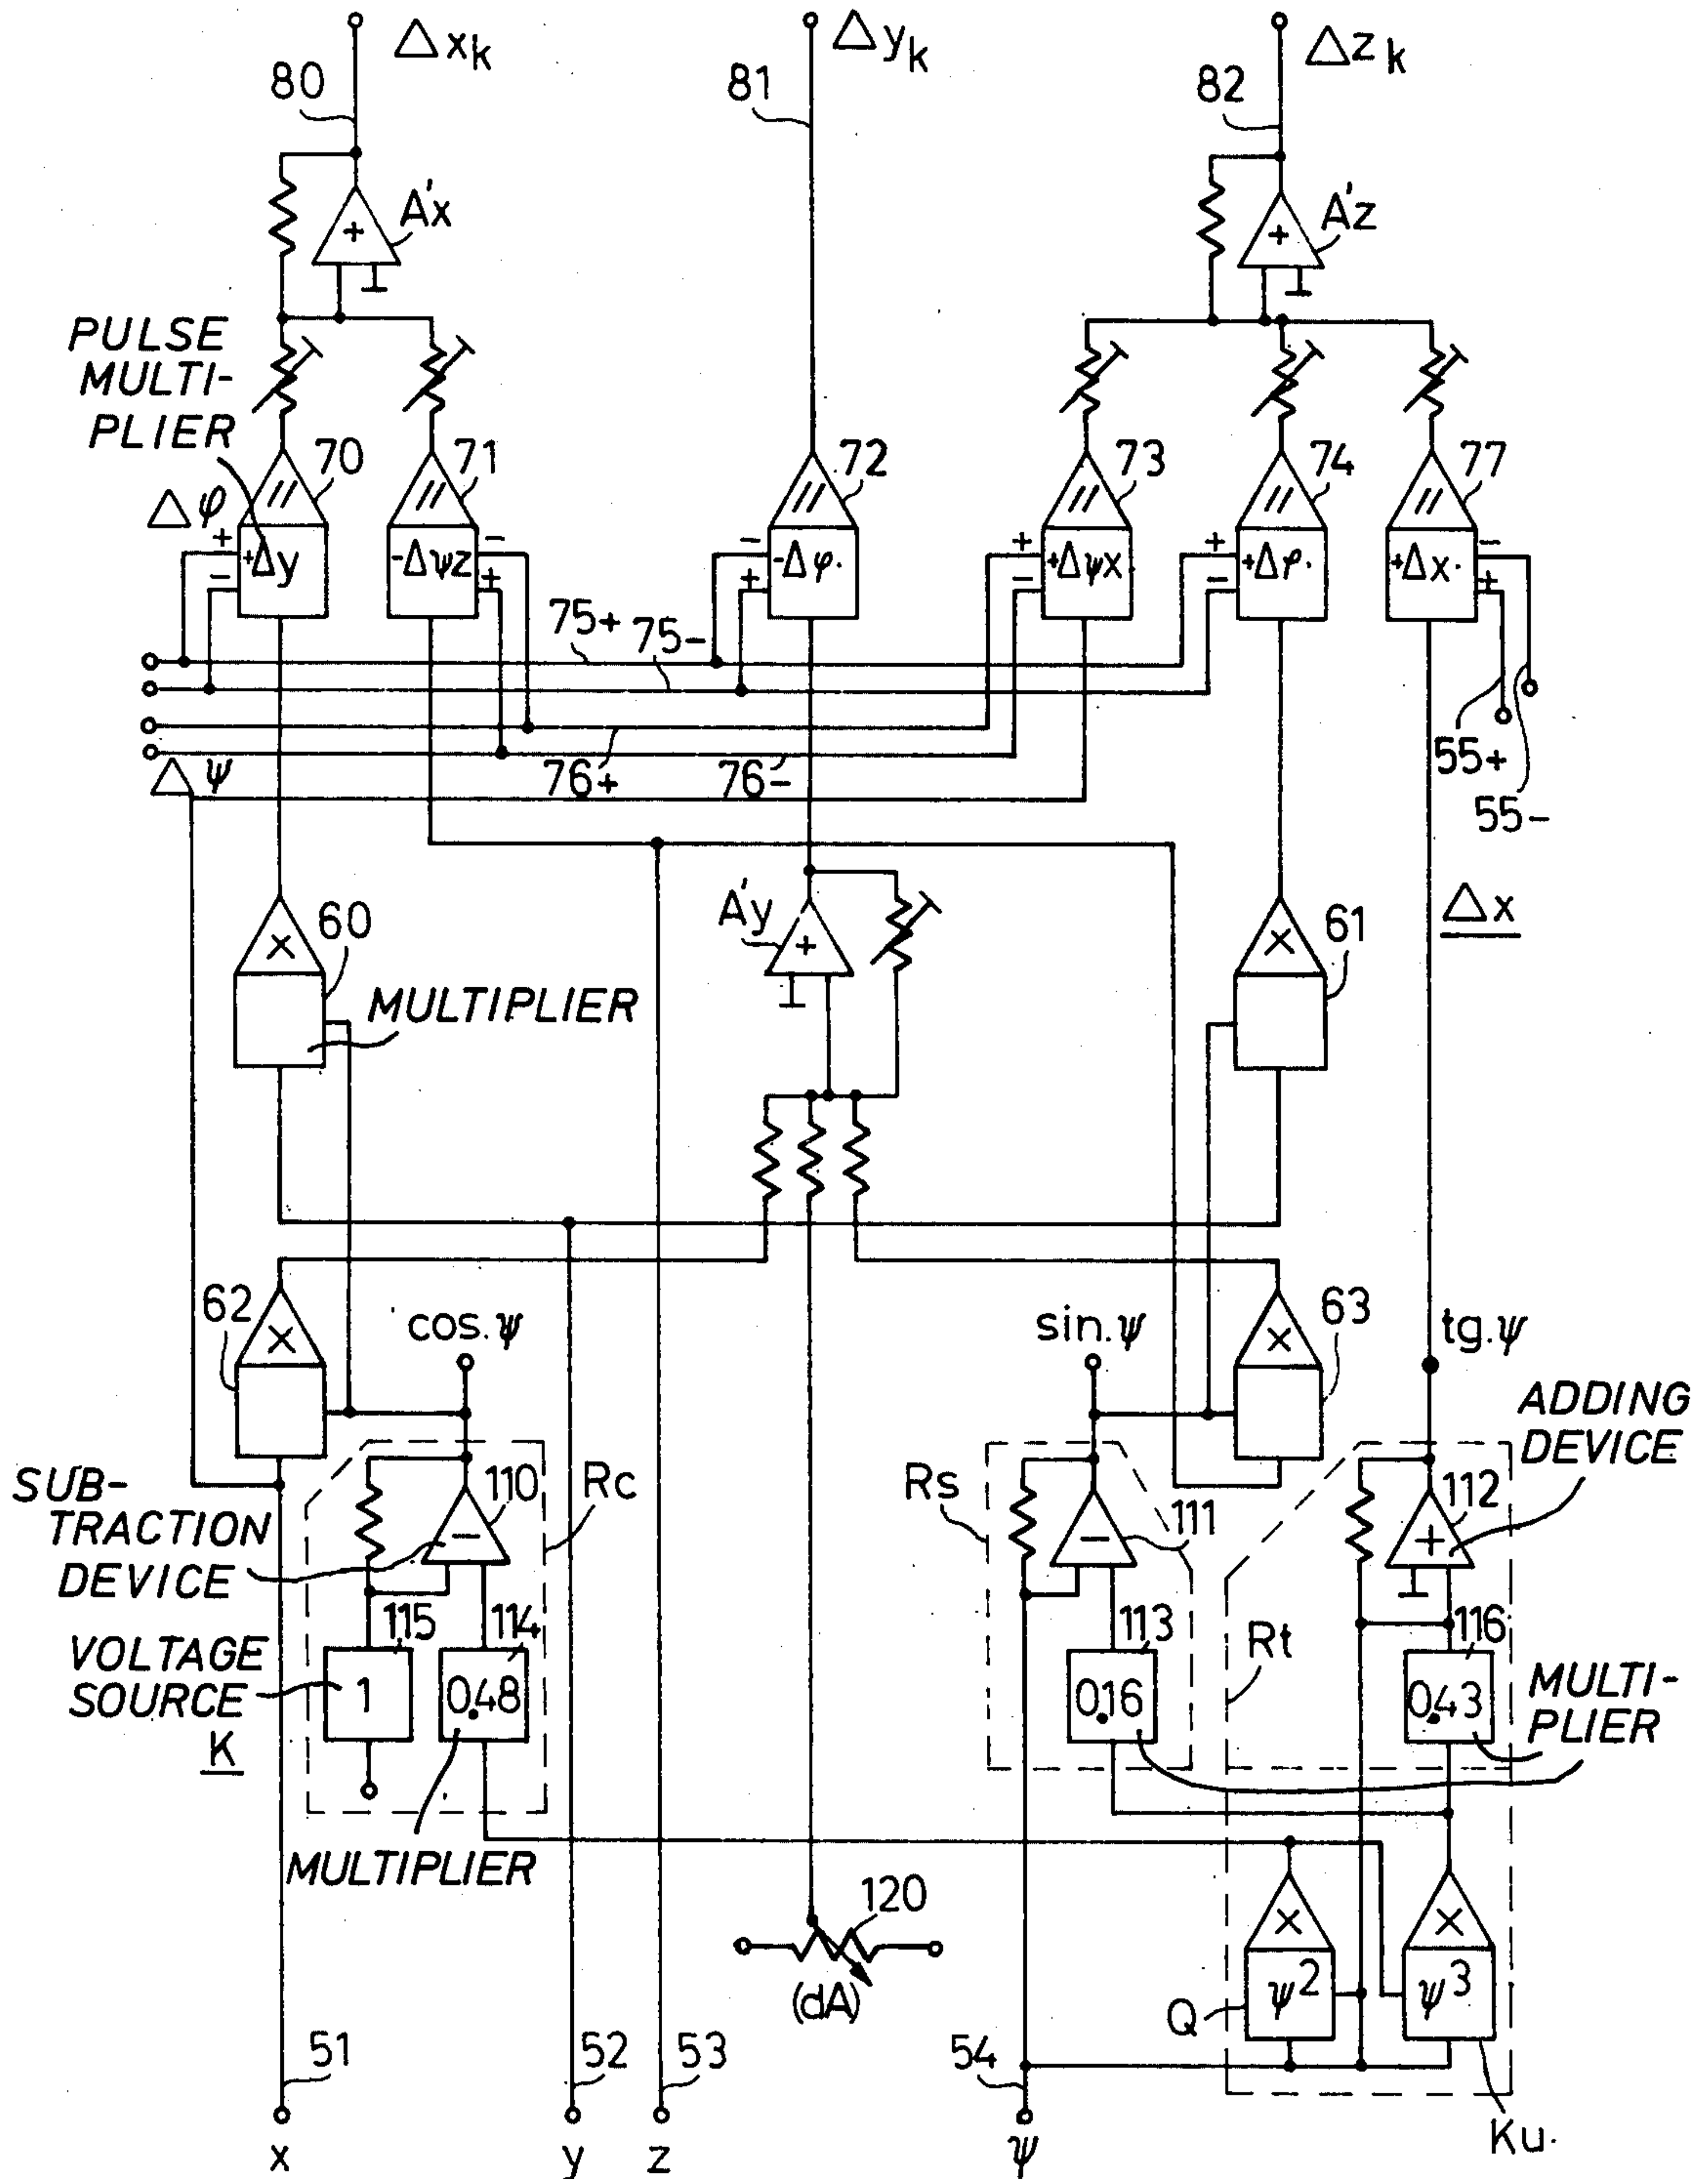 Δxk
Δyk
Δzk
80
81
82
A'x
A'z
+
+
PULSE
MULTI-
PLIER
70
71
72
73
74
77
Δφ
+
-
+Δy
-Δψz
-
+
-
+
-Δφ.
+
-
+Δψx
+
-
+Δφ.
+Δx.
-
+
75+
75-
76+
76-
Δψ
55+
55-
60
×
A'y
+
61
×
Δx
MULTIPLIER
62
×
cos.ψ
sin.ψ
63
×
tg.ψ
ADDING
DEVICE
SUB-
TRACTION
DEVICE
110
-
Rc
Rs
111
-
112
+
115
114
113
116
Rt
VOLTAGE
SOURCE
1
0.48
0.16
0.43
MULTI-
PLIER
K
MULTIPLIER
120
(dA)
×
×
Q
ψ2
ψ3
51
52
53
54
Ku.
x
y
z
ψ